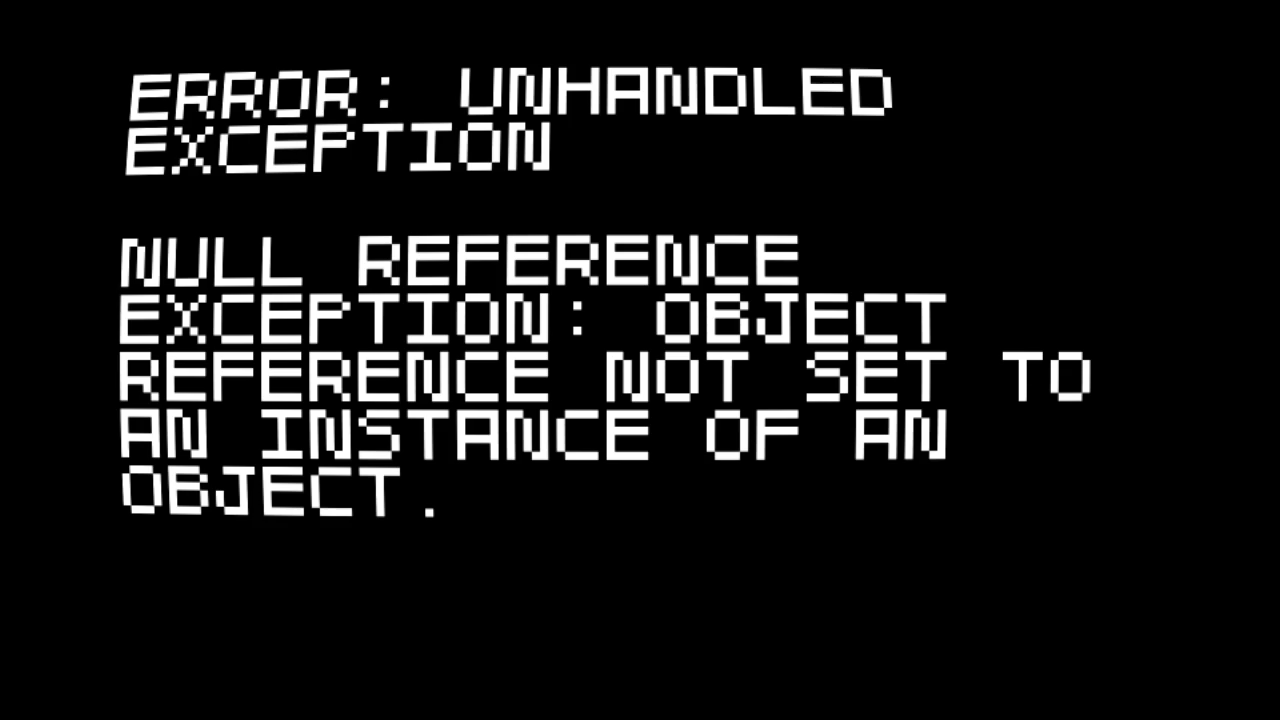 ERROR: UNHANDLED
EXCEPTION
NULL REFERENCE
EXCEPTION: OBJECT
REFERENCE NOT SET TO
AN INSTANCE OF AN
OBJECT.